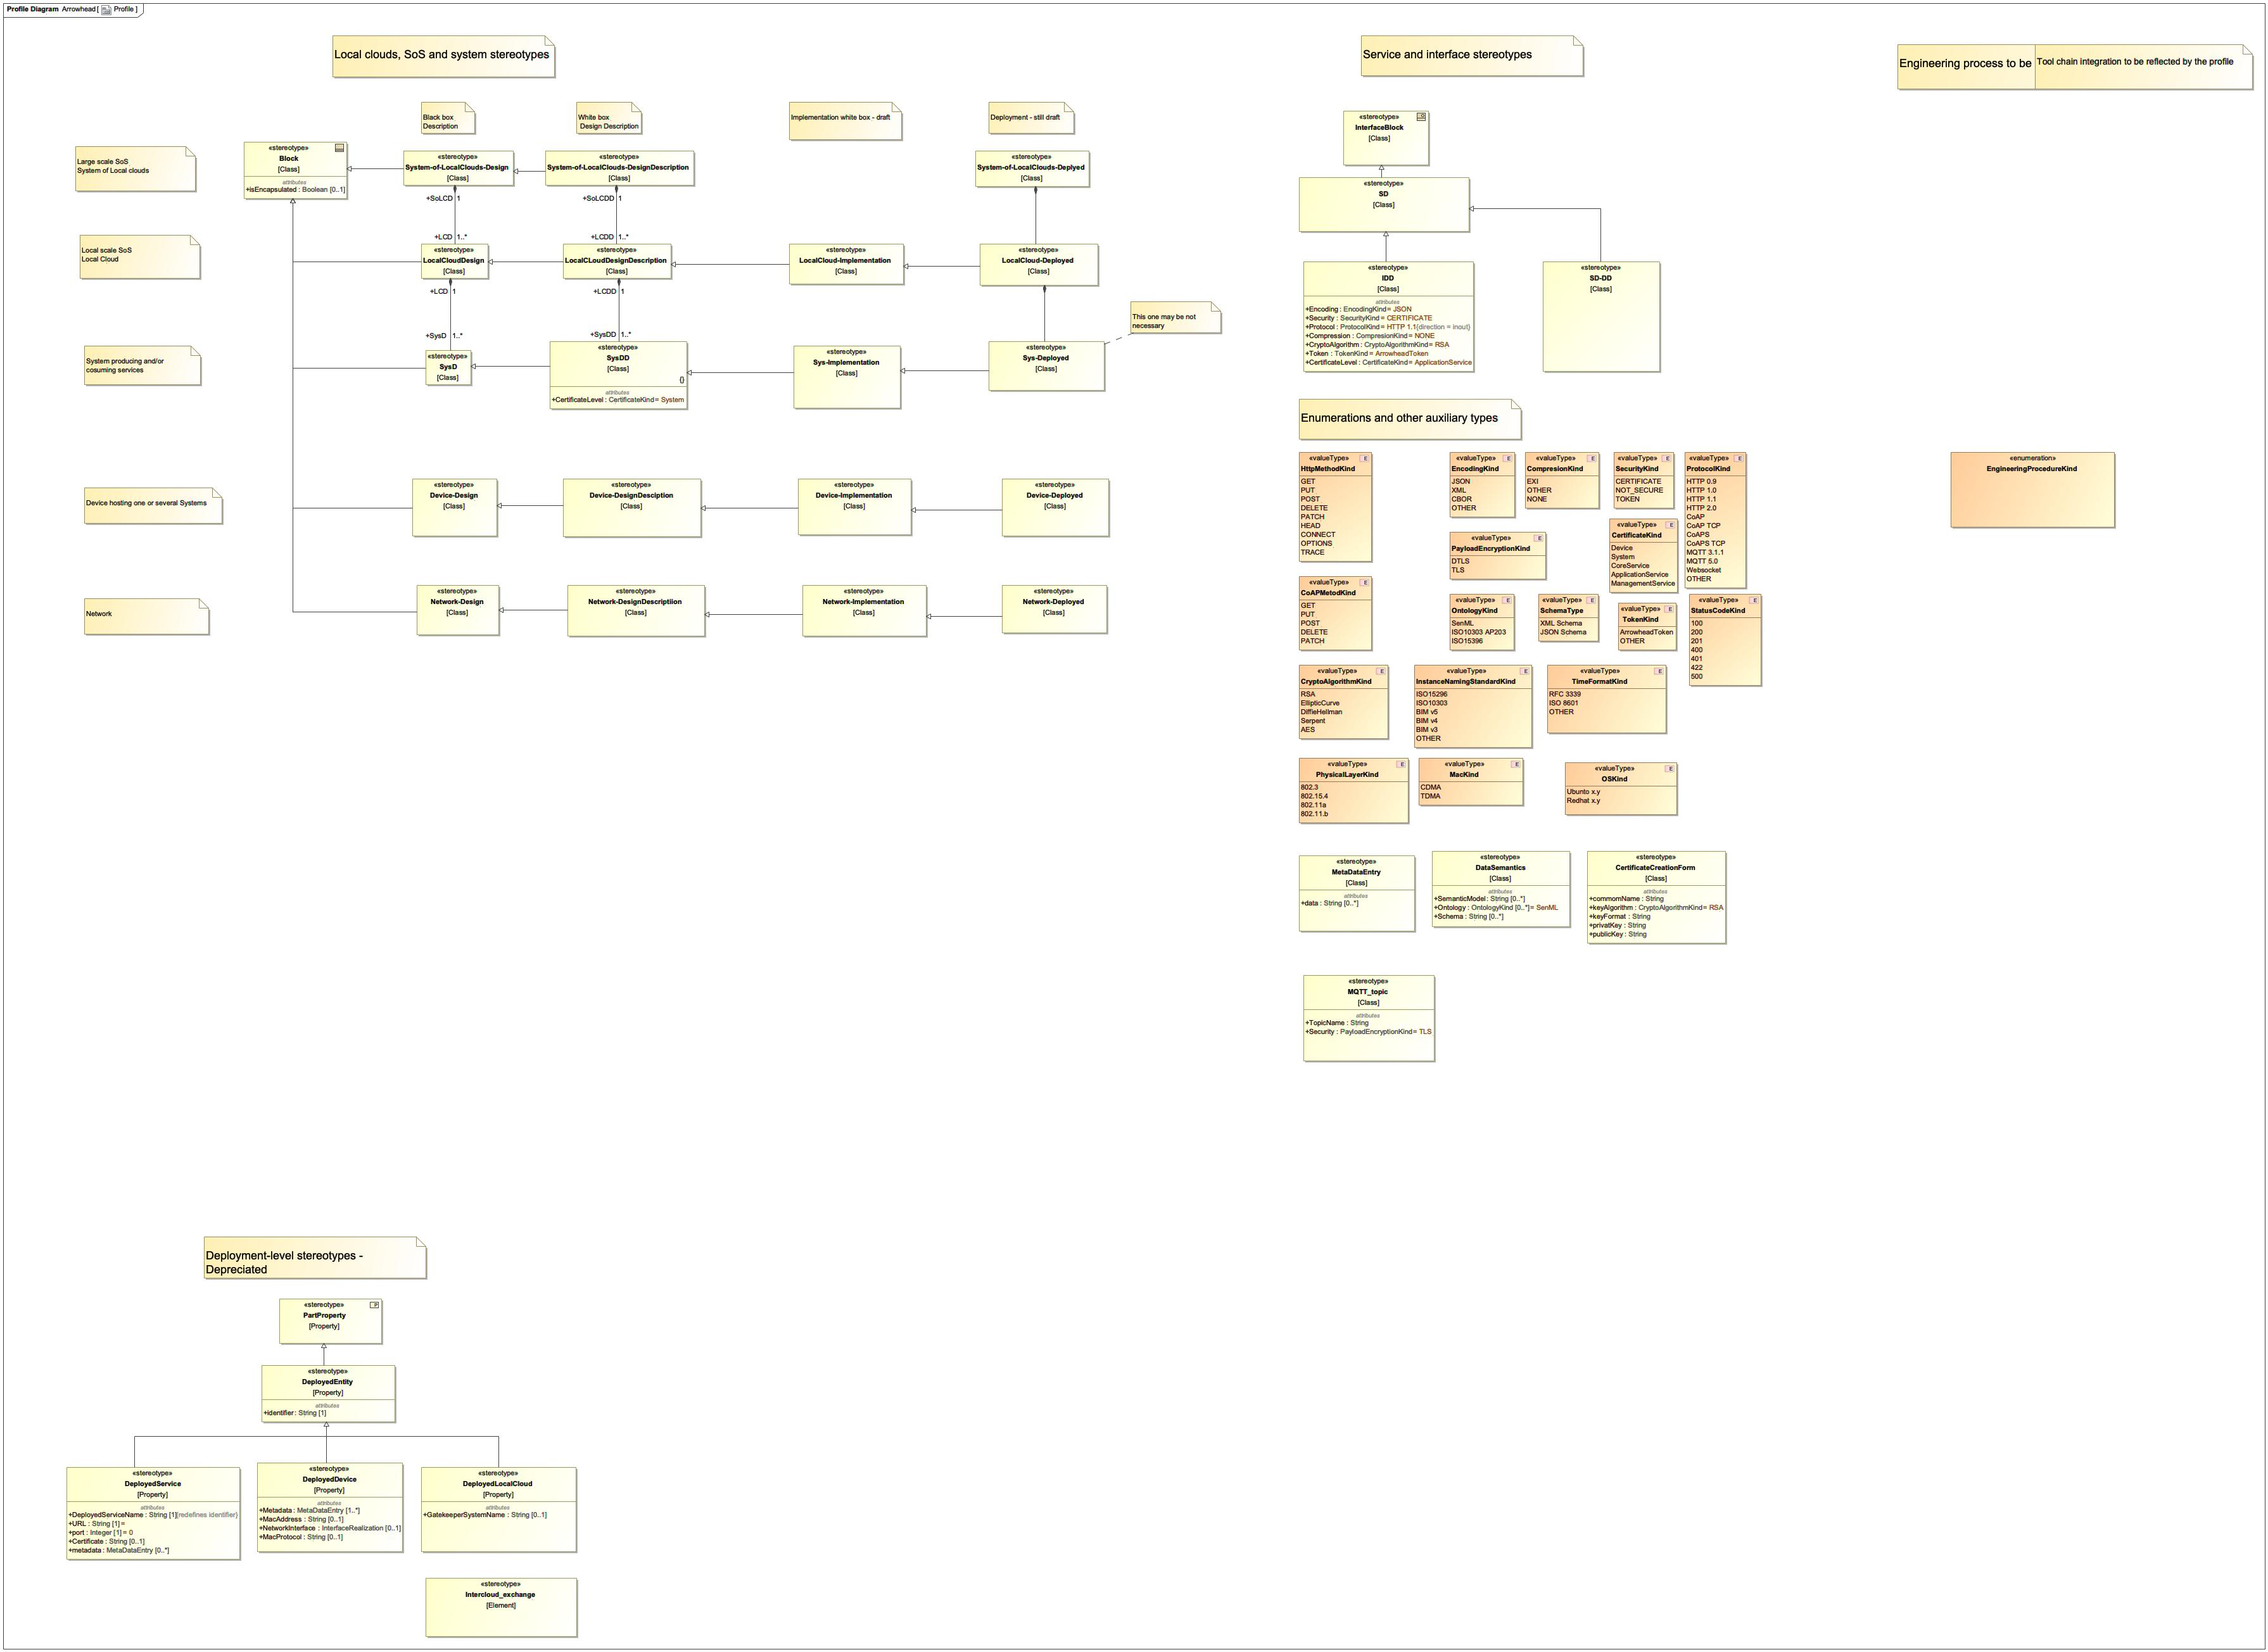 Profile Diagram Arrowhead [ Profile ]
Local clouds, SoS and system stereotypes
Service and interface stereotypes
Engineering process to be
Tool chain integration to be reflected by the profile
Black box
Description
White box
Design Description
Implementation white box - draft
Deployment - still draft
Large scale SoS
System of Local clouds
«stereotype»
Block
[Class]
attributes
+isEncapsulated : Boolean [0..1]
«stereotype»
System-of-LocalClouds-Design
[Class]
«stereotype»
System-of-LocalClouds-DesignDescription
[Class]
«stereotype»
System-of-LocalClouds-Deplyed
[Class]
+SoLCD 1
+LCD 1..*
+SoLCDD 1
+LCDD 1..*
Local scale SoS
Local Cloud
«stereotype»
LocalCloudDesign
[Class]
«stereotype»
LocalCLoudDesignDescription
[Class]
«stereotype»
LocalCloud-Implementation
[Class]
«stereotype»
LocalCloud-Deployed
[Class]
+LCD 1
+SysD 1..*
+LCDD 1
+SysDD 1..*
This one may be not
necessary
System producing and/or
cosuming services
«stereotype»
SysD
[Class]
«stereotype»
SysDD
[Class]
{}
attributes
+CertificateLevel : CertificateKind= System
«stereotype»
Sys-Implementation
[Class]
«stereotype»
Sys-Deployed
[Class]
Device hosting one or several Systems
«stereotype»
Device-Design
[Class]
«stereotype»
Device-DesignDesciption
[Class]
«stereotype»
Device-Implementation
[Class]
«stereotype»
Device-Deployed
[Class]
Network
«stereotype»
Network-Design
[Class]
«stereotype»
Network-DesignDescriptiion
[Class]
«stereotype»
Network-Implementation
[Class]
«stereotype»
Network-Deployed
[Class]
«stereotype»
InterfaceBlock
[Class]
«stereotype»
SD
[Class]
«stereotype»
IDD
[Class]
attributes
+Encoding : EncodingKind= JSON
+Security : SecurityKind= CERTIFICATE
+Protocol : ProtocolKind= HTTP 1.1{direction = inout}
+Compression : CompresionKind= NONE
+CryptoAlgorithm : CryptoAlgorithmKind= RSA
+Token : TokenKind= ArrowheadToken
+CertificateLevel : CertificateKind= ApplicationService
«stereotype»
SD-DD
[Class]
Enumerations and other auxiliary types
«valueType»
HttpMethodKind
GET
PUT
POST
DELETE
PATCH
HEAD
CONNECT
OPTIONS
TRACE
«valueType»
EncodingKind
JSON
XML
CBOR
OTHER
«valueType»
CompresionKind
EXI
OTHER
NONE
«valueType»
SecurityKind
CERTIFICATE
NOT_SECURE
TOKEN
«valueType»
ProtocolKind
HTTP 0.9
HTTP 1.0
HTTP 1.1
HTTP 2.0
CoAP
CoAP TCP
CoAPS
CoAPS TCP
MQTT 3.1.1
MQTT 5.0
Websocket
OTHER
«enumeration»
EngineeringProcedureKind
«valueType»
PayloadEncryptionKind
DTLS
TLS
«valueType»
CertificateKind
Device
System
CoreService
ApplicationService
ManagementService
«valueType»
CoAPMetodKind
GET
PUT
POST
DELETE
PATCH
«valueType»
OntologyKind
SenML
ISO10303 AP203
ISO15396
«valueType»
SchemaType
XML Schema
JSON Schema
«valueType»
TokenKind
ArrowheadToken
OTHER
«valueType»
StatusCodeKind
100
200
201
400
401
422
500
«valueType»
CryptoAlgorithmKind
RSA
EllipticCurve
DiffieHellman
Serpent
AES
«valueType»
InstanceNamingStandardKind
ISO15296
ISO10303
BIM v5
BIM v4
BIM v3
OTHER
«valueType»
TimeFormatKind
RFC 3339
ISO 8601
OTHER
«valueType»
PhysicalLayerKind
802.3
802.15.4
802.11a
802.11.b
«valueType»
MacKind
CDMA
TDMA
«valueType»
OSKind
Ubunto x.y
Redhat x.y
«stereotype»
MetaDataEntry
[Class]
attributes
+data : String [0..*]
«stereotype»
DataSemantics
[Class]
attributes
+SemanticModel : String [0..*]
+Ontology : OntologyKind [0..*]= SenML
+Schema : String [0..*]
«stereotype»
CertificateCreationForm
[Class]
attributes
+commomName : String
+keyAlgorithm : CryptoAlgorithmKind= RSA
+keyFormat : String
+privatKey : String
+publicKey : String
«stereotype»
MQTT_topic
[Class]
attributes
+TopicName : String
+Security : PayloadEncryptionKind= TLS
Deployment-level stereotypes -
Depreciated
«stereotype»
PartProperty
[Property]
«stereotype»
DeployedEntity
[Property]
attributes
+identifier : String [1]
«stereotype»
DeployedService
[Property]
attributes
+DeployedServiceName : String [1]{redefines identifier}
+URL : String [1] =
+port : Integer [1] = 0
+Certificate : String [0..1]
+metadata : MetaDataEntry [0..*]
«stereotype»
DeployedDevice
[Property]
attributes
+Metadata : MetaDataEntry [1..*]
+MacAddress : String [0..1]
+NetworkInterface : InterfaceRealization [0..1]
+MacProtocol : String [0..1]
«stereotype»
DeployedLocalCloud
[Property]
attributes
+GatekeeperSystemName : String [0..1]
«stereotype»
Intercloud_exchange
[Element]